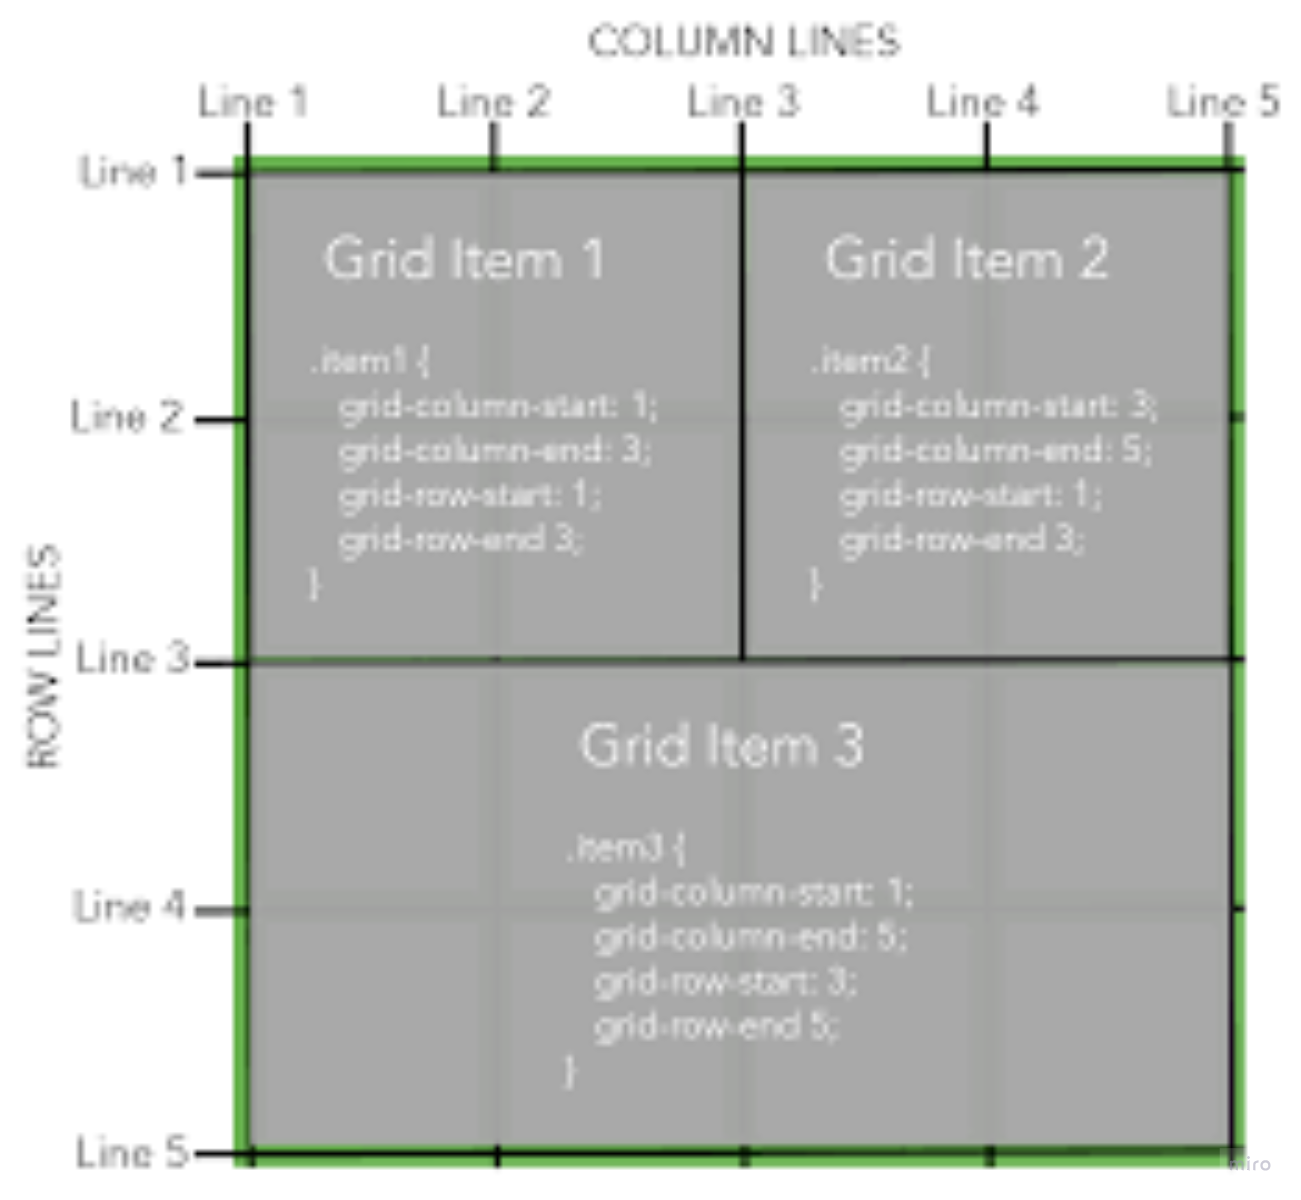 COLUMN LINES
Line 1 Line 2 Line 3 Line 4 Line 5
ROW LINES
Line 1
Line 2
Line 3
Line 4
Line 5
Grid Item 1
.item1 {
grid-column-start: 1;
grid-column-end: 3;
grid-row-start: 1;
grid-row-end 3;
}
Grid Item 2
.item2 {
grid-column-start: 3;
grid-column-end: 5;
grid-row-start: 1;
grid-row-end 3;
}
Grid Item 3
.item3 {
grid-column-start: 1;
grid-column-end: 5;
grid-row-start: 3;
grid-row-end 5;
}
miro